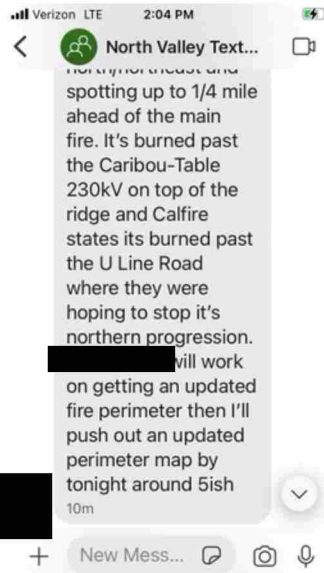 Verizon LTE 2:04 PM
North Valley Text...
north/northeast and
spotting up to 1/4 mile
ahead of the main
fire. It's burned past
the Caribou-Table
230kV on top of the
ridge and Calfire
states its burned past
the U Line Road
where they were
hoping to stop it's
northern progression.
will work
on getting an updated
fire perimeter then I'll
push out an updated
perimeter map by
tonight around 5ish
10m
New Mess...